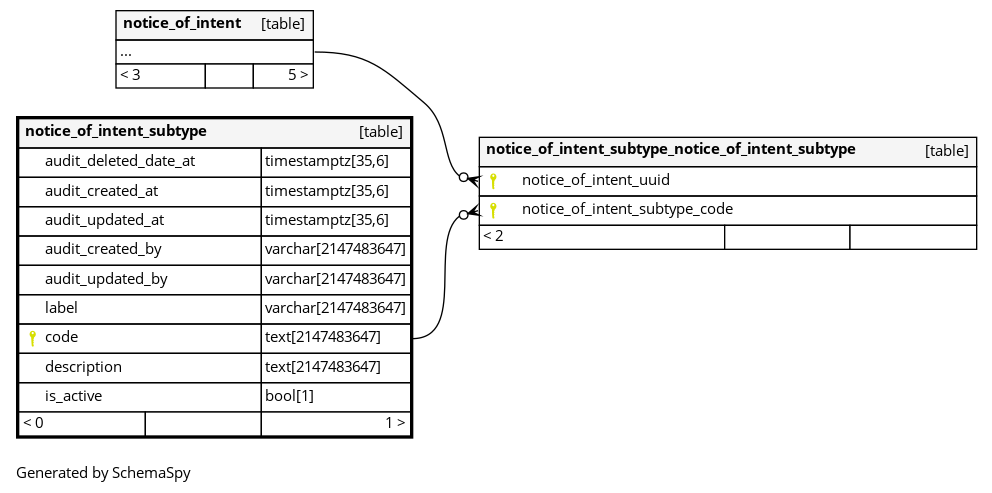 notice_of_intent [table]
...
< 3 5 >
notice_of_intent_subtype [table]
audit_deleted_date_at timestamptz[35,6]
audit_created_at timestamptz[35,6]
audit_updated_at timestamptz[35,6]
audit_created_by varchar[2147483647]
audit_updated_by varchar[2147483647]
label varchar[2147483647]
code text[2147483647]
description text[2147483647]
is_active bool[1]
< 0 1 >
notice_of_intent_subtype_notice_of_intent_subtype [table]
notice_of_intent_uuid
notice_of_intent_subtype_code
< 2
Generated by SchemaSpy